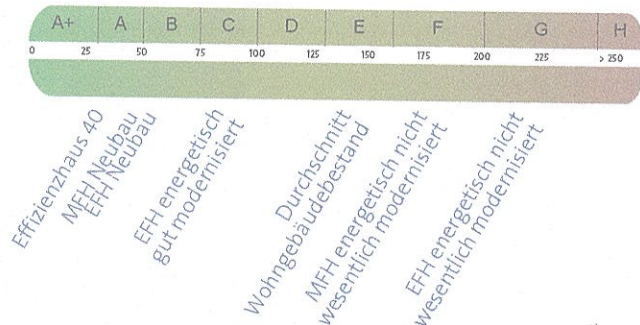 A+ A B C D E F G H
0 25 50 75 100 125 150 175 200 225 > 250
Effizienzhaus 40
MFH Neubau
EFH Neubau
EFH energetisch
gut modernisiert
Durchschnitt
Wohngebäudebestand
MFH energetisch nicht
wesentlich modernisiert
EFH energetisch nicht
wesentlich modernisiert